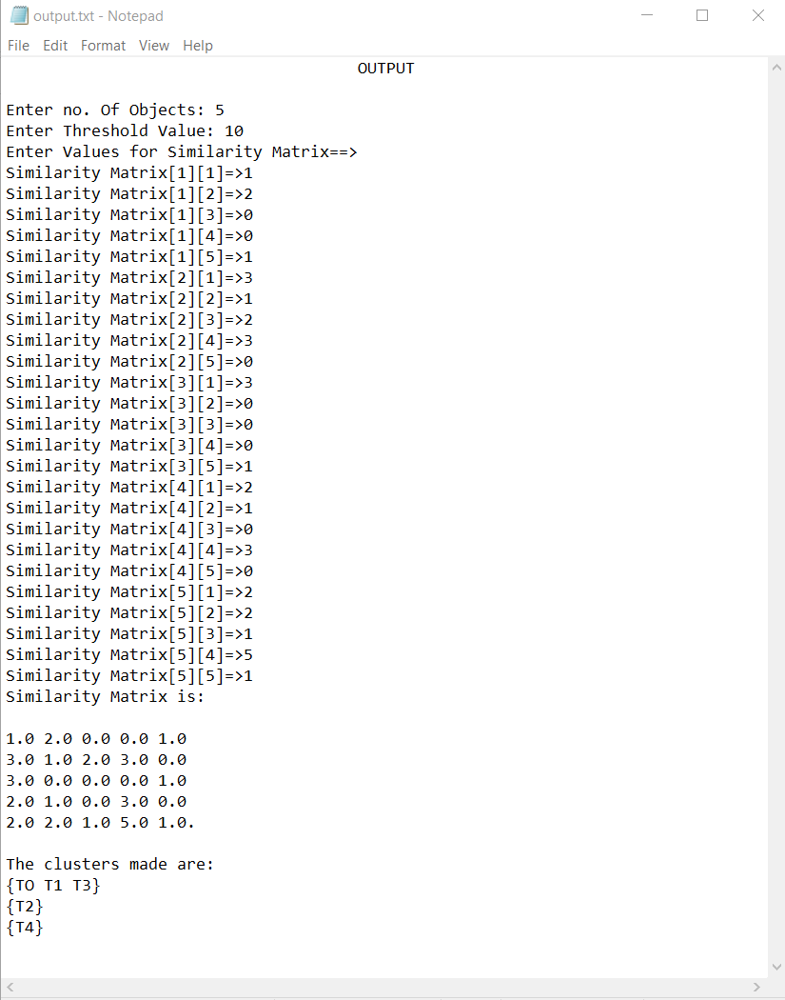 output.txt - Notepad
File Edit Format View Help
OUTPUT
Enter no. Of Objects: 5
Enter Threshold Value: 10
Enter Values for Similarity Matrix==>
Similarity Matrix[1][1]=>1
Similarity Matrix[1][2]=>2
Similarity Matrix[1][3]=>0
Similarity Matrix[1][4]=>0
Similarity Matrix[1][5]=>1
Similarity Matrix[2][1]=>3
Similarity Matrix[2][2]=>1
Similarity Matrix[2][3]=>2
Similarity Matrix[2][4]=>3
Similarity Matrix[2][5]=>0
Similarity Matrix[3][1]=>3
Similarity Matrix[3][2]=>0
Similarity Matrix[3][3]=>0
Similarity Matrix[3][4]=>0
Similarity Matrix[3][5]=>1
Similarity Matrix[4][1]=>2
Similarity Matrix[4][2]=>1
Similarity Matrix[4][3]=>0
Similarity Matrix[4][4]=>3
Similarity Matrix[4][5]=>0
Similarity Matrix[5][1]=>2
Similarity Matrix[5][2]=>2
Similarity Matrix[5][3]=>1
Similarity Matrix[5][4]=>5
Similarity Matrix[5][5]=>1
Similarity Matrix is:
1.0 2.0 0.0 0.0 1.0
3.0 1.0 2.0 3.0 0.0
3.0 0.0 0.0 0.0 1.0
2.0 1.0 0.0 3.0 0.0
2.0 2.0 1.0 5.0 1.0.
The clusters made are:
{TO T1 T3}
{T2}
{T4}